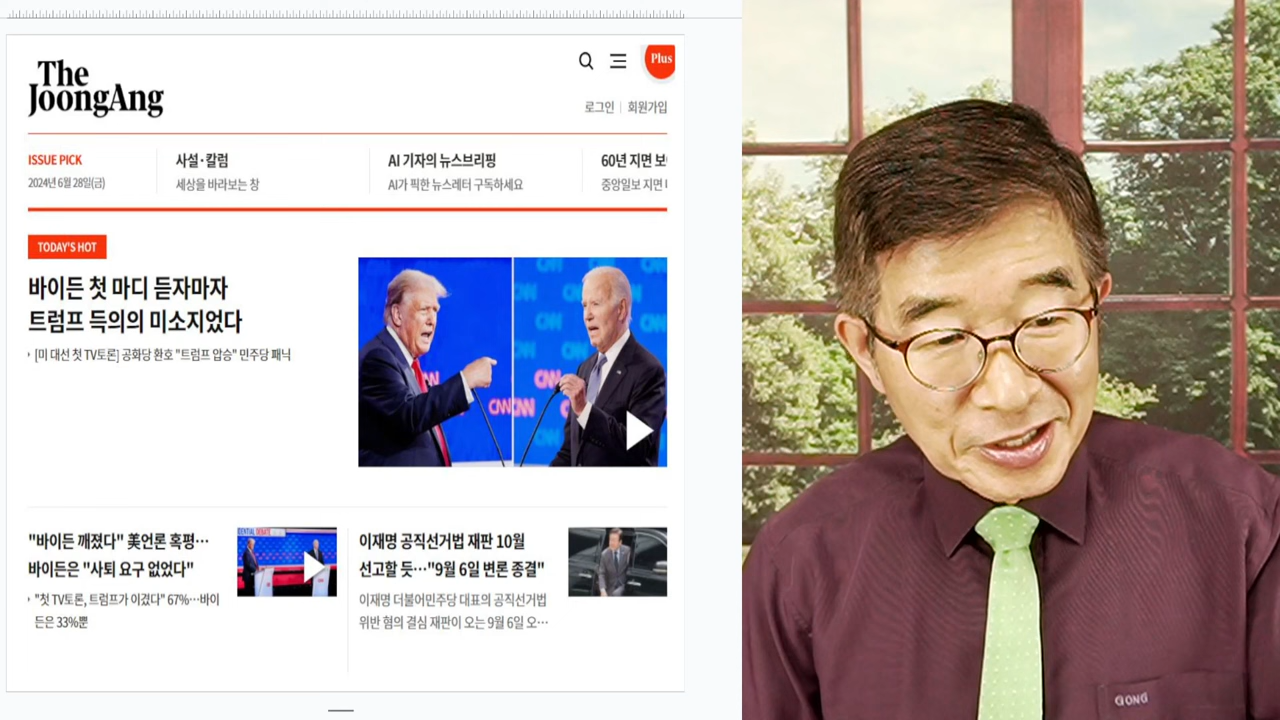 The
JoongAng
Plus
로그인 | 회원가입
ISSUE PICK
2024년 6월 28일(금)
사설·칼럼
세상을 바라보는 창
AI 기자의 뉴스브리핑
AI가 픽한 뉴스레터 구독하세요
60년 지면
중앙일보 지면
TODAY'S HOT
바이든 첫 마디 듣자마자
트럼프 득의의 미소지었다
[미 대선 첫 TV토론] 공화당 환호 "트럼프 압승" 민주당 패닉
CNN
CNN
CNN
CNN
CNN
"바이든 깨졌다" 美언론 혹평…
바이든은 "사퇴 요구 없었다"
"첫 TV토론, 트럼프가 이겼다" 67%…바이
든은 33%뿐
이재명 공직선거법 재판 10월
선고할 듯…"9월 6일 변론 종결"
이재명 더불어민주당 대표의 공직선거법
위반 혐의 결심 재판이 오는 9월 6일 오…
GONG